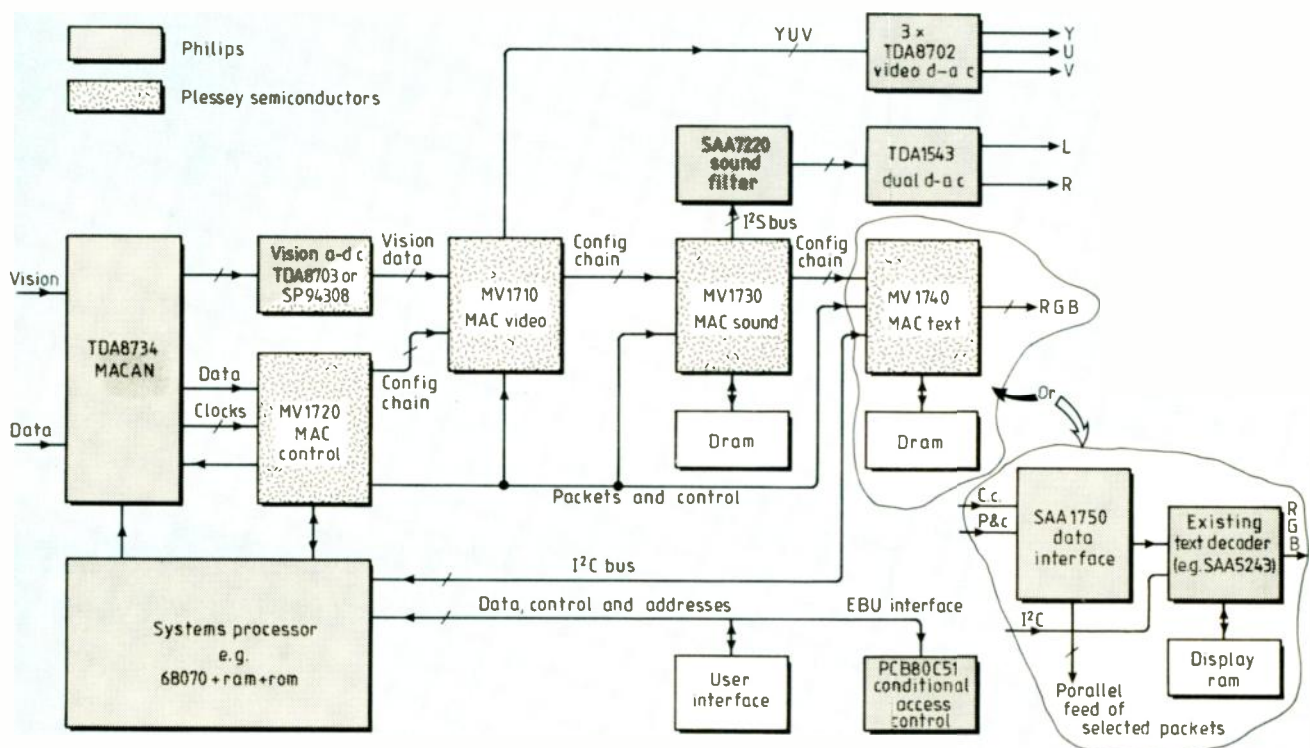 Philips
Plessey semiconductors
YUV
3 ×
TDA8702
video d-a c
Y
U
V
SAA7220
sound
filter
TDA1543
dual d-a c
L
R
I²S bus
Vision
Data
TDA8734
MACAN
Vision a-d c
TDA8703 or
SP94308
Vision
data
MV1710
MAC video
Config
chain
MV1730
MAC sound
Config
chain
MV1740
MAC text
RGB
Data
Clocks
MV1720
MAC
control
Config
chain
Dram
Dram
Or
Packets and control
C.c.
P&c
SAA1750
data
interface
Existing
text decoder
(e.g. SAA5243)
R
G
B
I²C
Display
ram
Porallel
feed of
selected packets
I²C bus
Data, control and addresses
EBU interface
Systems processor
e.g.
68070+ram+rom
User
interface
PCB80C51
conditional
access
control